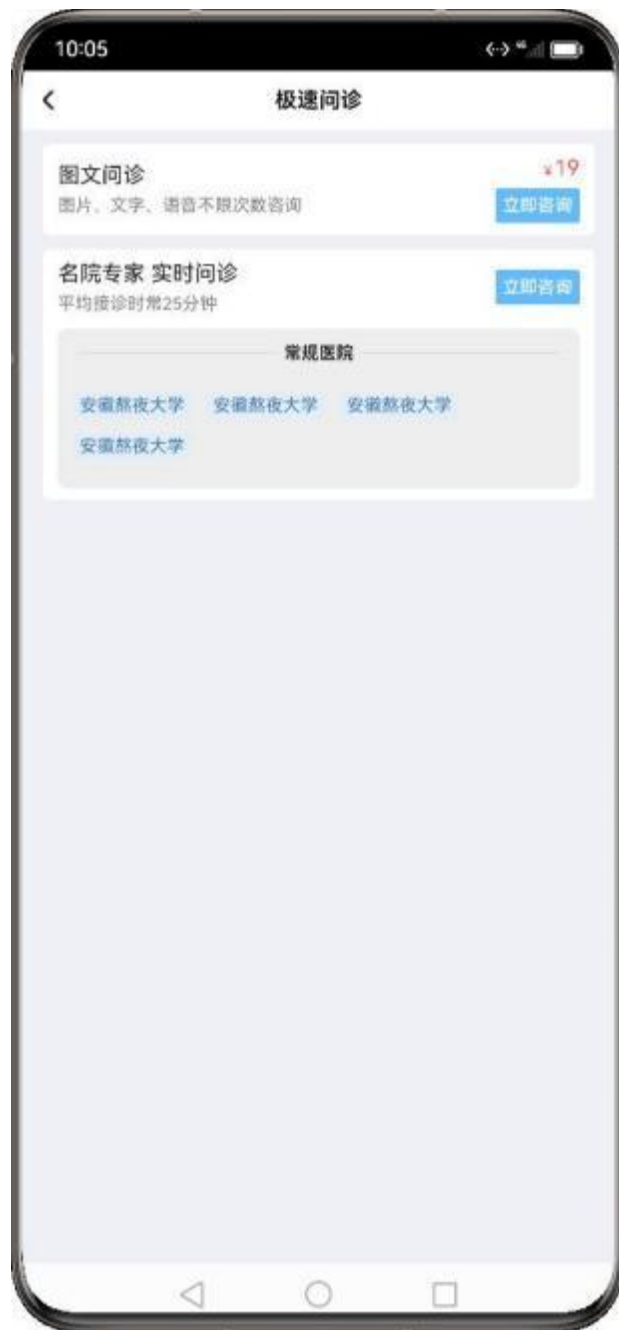 10:05
极速问诊
图文问诊
¥19
图片、文字、语音不限次数咨询
立即咨询
名院专家 实时问诊
立即咨询
平均接诊时常25分钟
常规医院
安徽熬夜大学 安徽熬夜大学 安徽熬夜大学
安徽熬夜大学